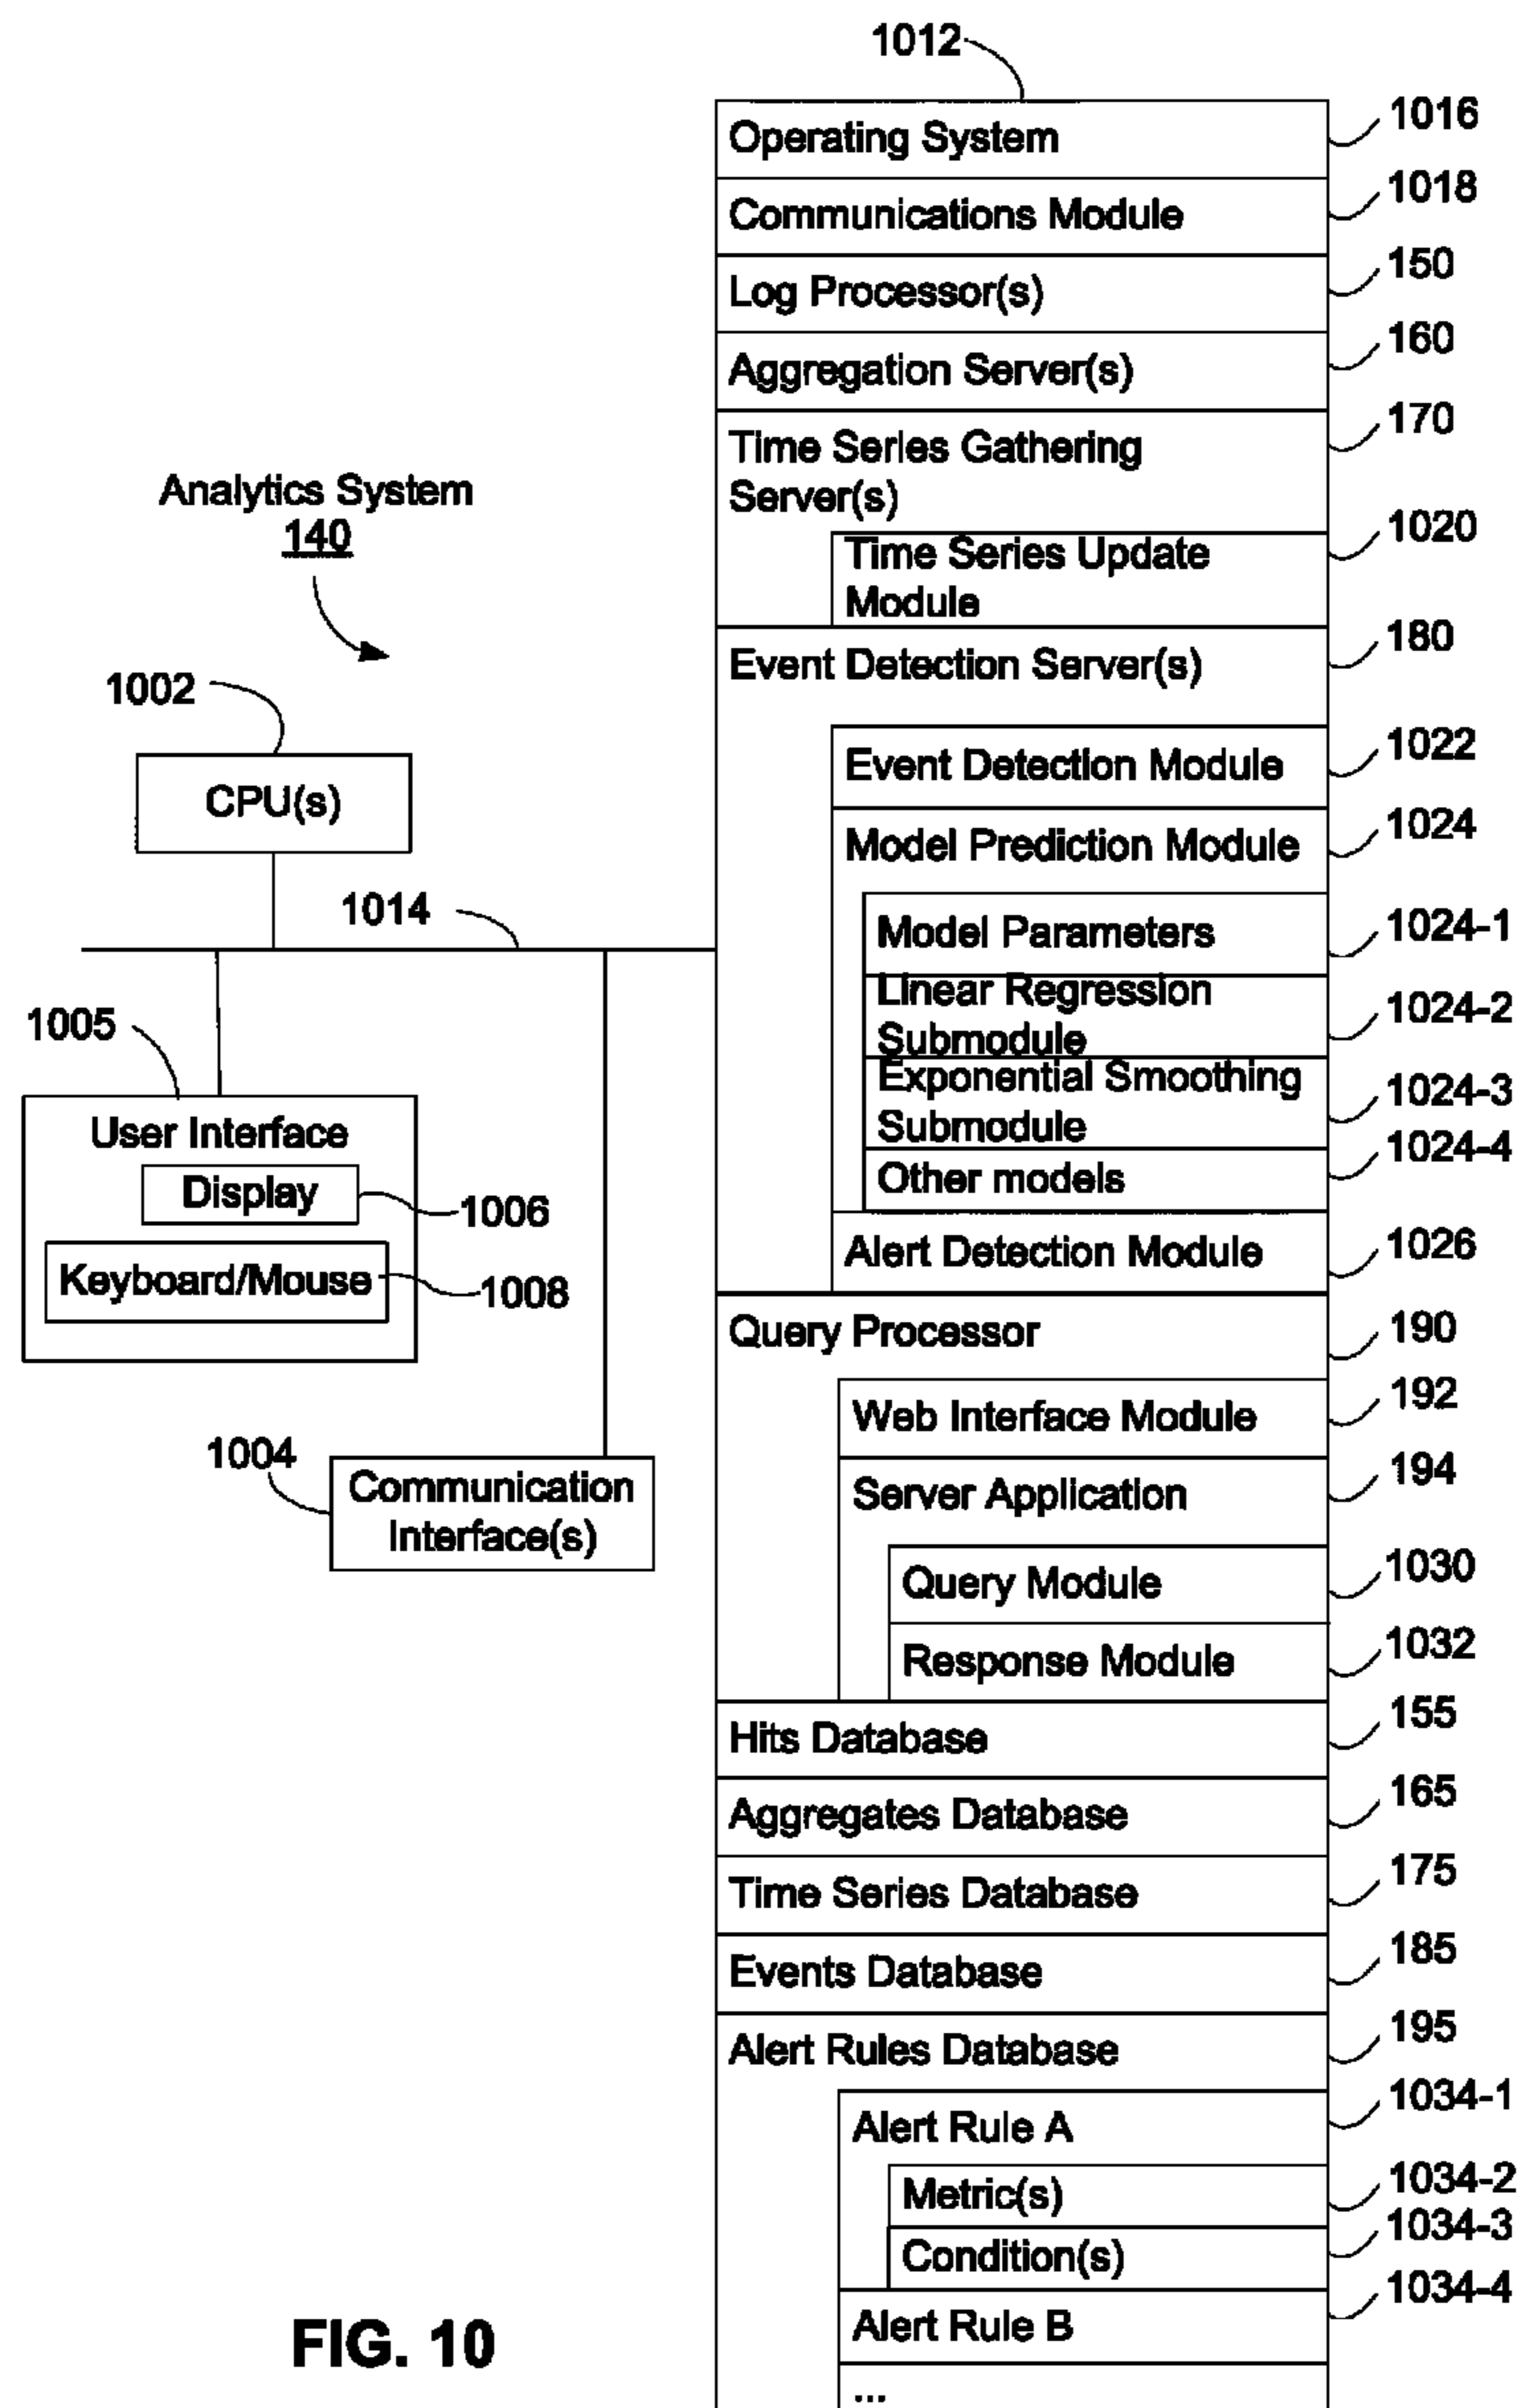 1012
Operating System
1016
Communications Module
1018
Log Processor(s)
150
Aggregation Server(s)
160
Time Series Gathering
Server(s)
170
Time Series Update
Module
1020
Event Detection Server(s)
180
Event Detection Module
1022
Model Prediction Module
1024
Model Parameters
1024-1
Linear Regression
Submodule
1024-2
Exponential Smoothing
Submodule
1024-3
Other models
1024-4
Alert Detection Module
1026
Query Processor
190
Web Interface Module
192
Server Application
194
Query Module
1030
Response Module
1032
Hits Database
155
Aggregates Database
165
Time Series Database
175
Events Database
185
Alert Rules Database
195
Alert Rule A
1034-1
Metric(s)
1034-2
Condition(s)
1034-3
Alert Rule B
1034-4
...
Analytics System
140
1002
CPU(s)
1014
1005
User Interface
Display
1006
Keyboard/Mouse
1008
1004
Communication
Interface(s)
FIG. 10